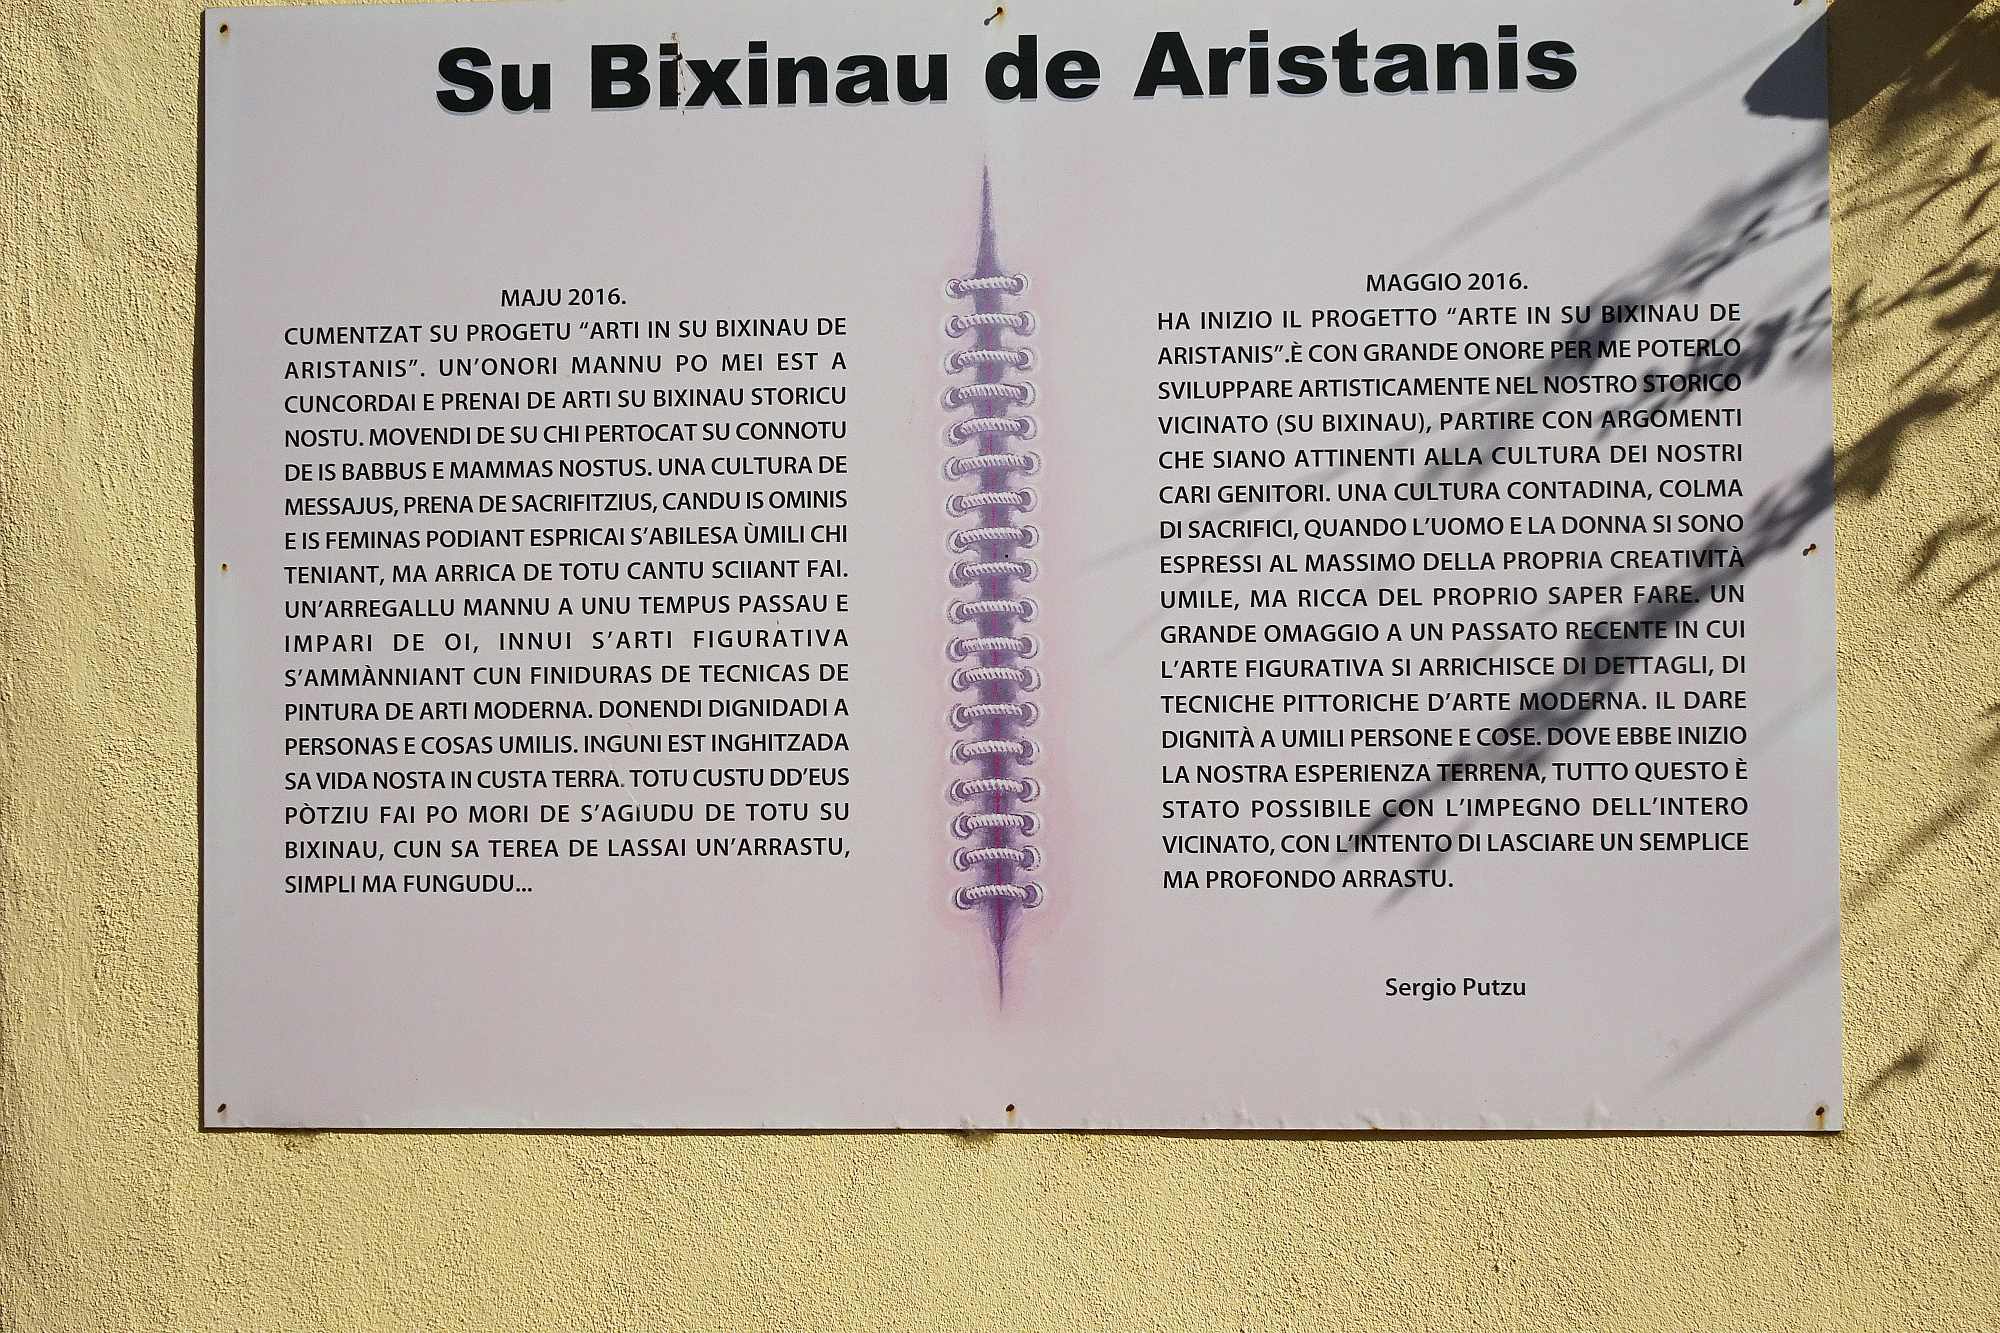 Su Bixinau de Aristanis
MAJU 2016.
CUMENTZAT SU PROGETU “ARTI IN SU BIXINAU DE
ARISTANIS”. UN’ONORI MANNU PO MEI EST A
CUNCORDAI E PRENAI DE ARTI SU BIXINAU STORICU
NOSTU. MOVENDI DE SU CHI PERTOCAT SU CONNOTU
DE IS BABBUS E MAMMAS NOSTUS. UNA CULTURA DE
MESSAJUS, PRENA DE SACRIFITZIUS, CANDU IS OMINIS
E IS FEMINAS PODIANT ESPRICAI S’ABILESA ÙMILI CHI
TENIANT, MA ARRICA DE TOTU CANTU SCIIANT FAI.
UN’ARREGALLU MANNU A UNU TEMPUS PASSAU E
IMPARI DE OI, INNUI S’ARTI FIGURATIVA
S’AMMÀNNIANT CUN FINIDURAS DE TECNICAS DE
PINTURA DE ARTI MODERNA. DONENDI DIGNIDADI A
PERSONAS E COSAS UMILIS. INGUNI EST INGHITZADA
SA VIDA NOSTA IN CUSTA TERRA. TOTU CUSTU DD’EUS
PÒTZIU FAI PO MORI DE S’AGIUDU DE TOTU SU
BIXINAU, CUN SA TEREA DE LASSAI UN’ARRASTU,
SIMPLI MA FUNGUDU...
MAGGIO 2016.
HA INIZIO IL PROGETTO “ARTE IN SU BIXINAU DE
ARISTANIS”.È CON GRANDE ONORE PER ME POTERLO
SVILUPPARE ARTISTICAMENTE NEL NOSTRO STORICO
VICINATO (SU BIXINAU), PARTIRE CON ARGOMENTI
CHE SIANO ATTINENTI ALLA CULTURA DEI NOSTRI
CARI GENITORI. UNA CULTURA CONTADINA, COLMA
DI SACRIFICI, QUANDO L’UOMO E LA DONNA SI SONO
ESPRESSI AL MASSIMO DELLA PROPRIA CREATIVITÀ
UMILE, MA RICCA DEL PROPRIO SAPER FARE. UN
GRANDE OMAGGIO A UN PASSATO RECENTE IN CUI
L’ARTE FIGURATIVA SI ARRICHISCE DI DETTAGLI, DI
TECNICHE PITTORICHE D’ARTE MODERNA. IL DARE
DIGNITÀ A UMILI PERSONE E COSE. DOVE EBBE INIZIO
LA NOSTRA ESPERIENZA TERRENA, TUTTO QUESTO È
STATO POSSIBILE CON L’IMPEGNO DELL’INTERO
VICINATO, CON L’INTENTO DI LASCIARE UN SEMPLICE
MA PROFONDO ARRASTU.
Sergio Putzu